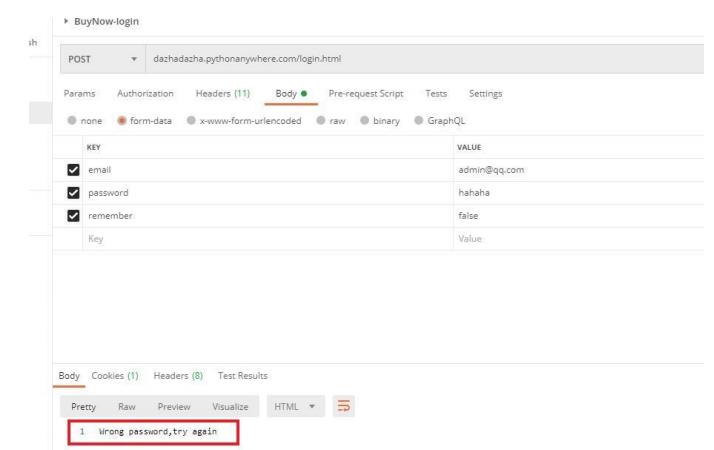 BuyNow-login
sh
POST dazhadazha.pythonanywhere.com/login.html
Params Authorization Headers (11) Body Pre-request Script Tests Settings
none form-data x-www-form-urlencoded raw binary GraphQL
KEY VALUE
email admin@qq.com
password hahaha
remember false
Key Value
Body Cookies (1) Headers (8) Test Results
Pretty Raw Preview Visualize HTML
1 Wrong password,try again